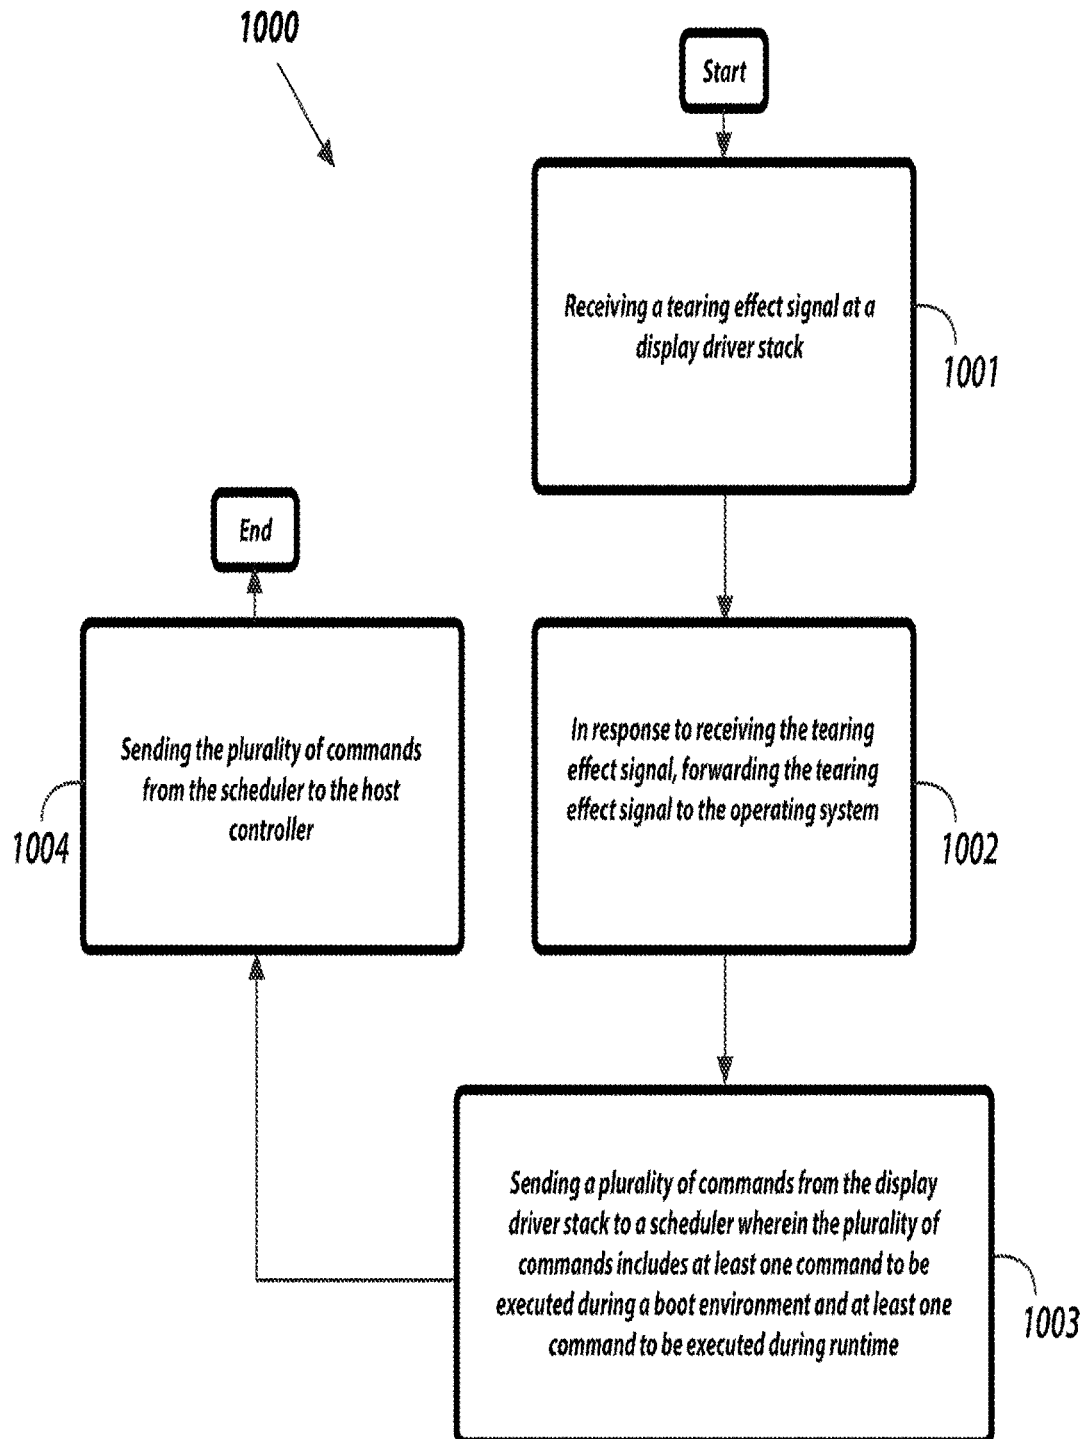 1000
Start
Receiving a tearing effect signal at a
display driver stack
1001
In response to receiving the tearing
effect signal, forwarding the tearing
effect signal to the operating system
1002
Sending a plurality of commands from the display
driver stack to a scheduler wherein the plurality of
commands includes at least one command to be
executed during a boot environment and at least one
command to be executed during runtime
1003
Sending the plurality of commands
from the scheduler to the host
controller
1004
End